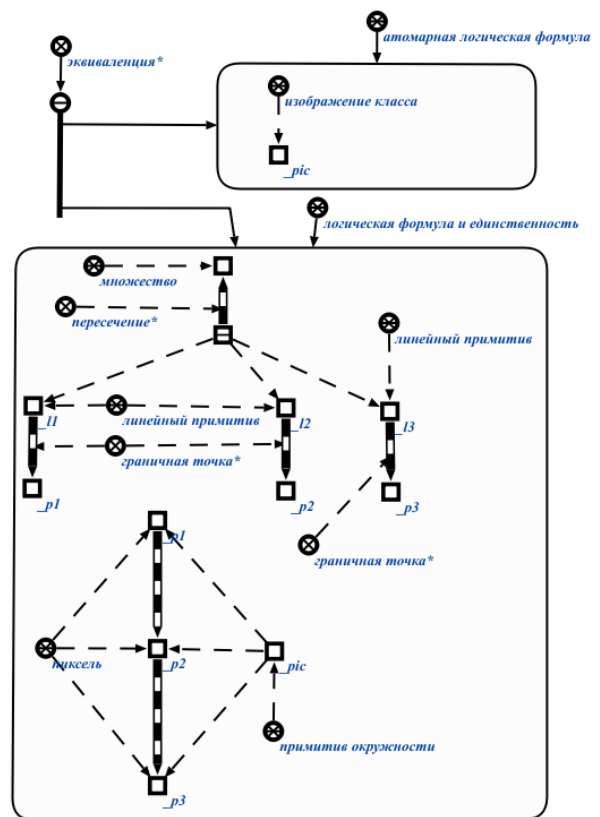 атомарная логическая формула
эквиваленция*
изображение класса
_pic
логическая формула и единственность
множество
пересечение*
линейный примитив
_l1
линейный примитив
_l2
_l3
граничная точка*
_p1
_p2
_p3
_p1
граничная точка*
пиксель
_p2
_pic
примитив окружности
_p3